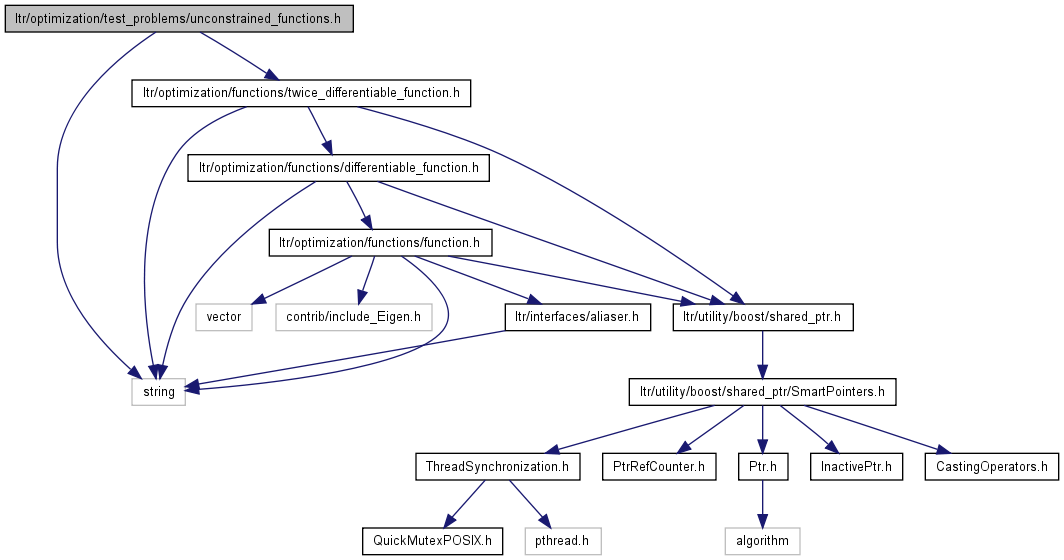 ltr/optimization/test_problems/unconstrained_functions.h
ltr/optimization/functions/twice_differentiable_function.h
ltr/optimization/functions/differentiable_function.h
ltr/optimization/functions/function.h
vector
contrib/include_Eigen.h
ltr/interfaces/aliaser.h
ltr/utility/boost/shared_ptr.h
string
ltr/utility/boost/shared_ptr/SmartPointers.h
ThreadSynchronization.h
PtrRefCounter.h
Ptr.h
InactivePtr.h
CastingOperators.h
QuickMutexPOSIX.h
pthread.h
algorithm